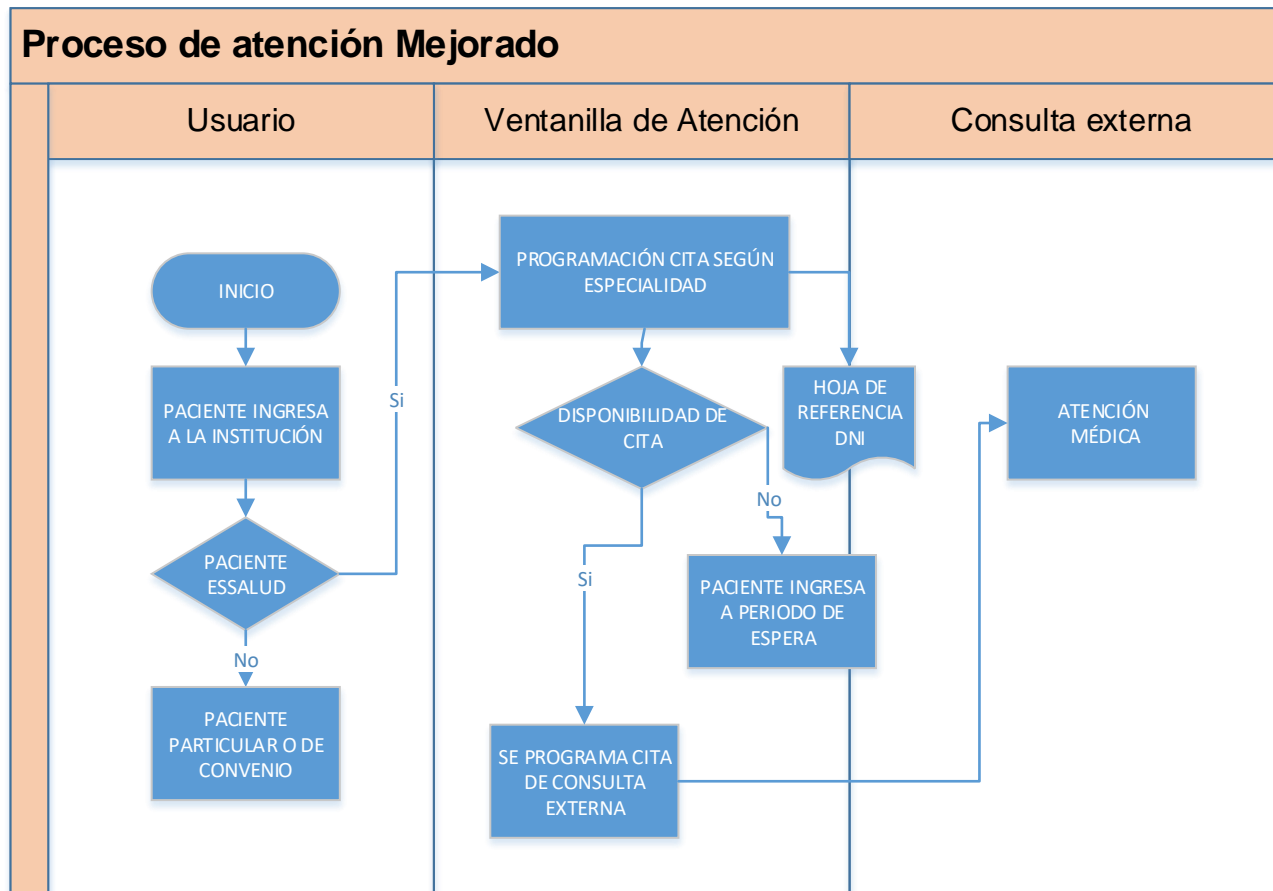 Proceso de atención Mejorado
Usuario
Ventanilla de Atención
Consulta externa
INICIO
PACIENTE INGRESA
A LA INSTITUCIÓN
PACIENTE
ESSALUD
Si
No
PACIENTE
PARTICULAR O DE
CONVENIO
PROGRAMACIÓN CITA SEGÚN
ESPECIALIDAD
DISPONIBILIDAD DE
CITA
HOJA DE
REFERENCIA
DNI
No
Si
PACIENTE INGRESA
A PERIODO DE
ESPERA
SE PROGRAMA CITA
DE CONSULTA
EXTERNA
ATENCIÓN
MÉDICA